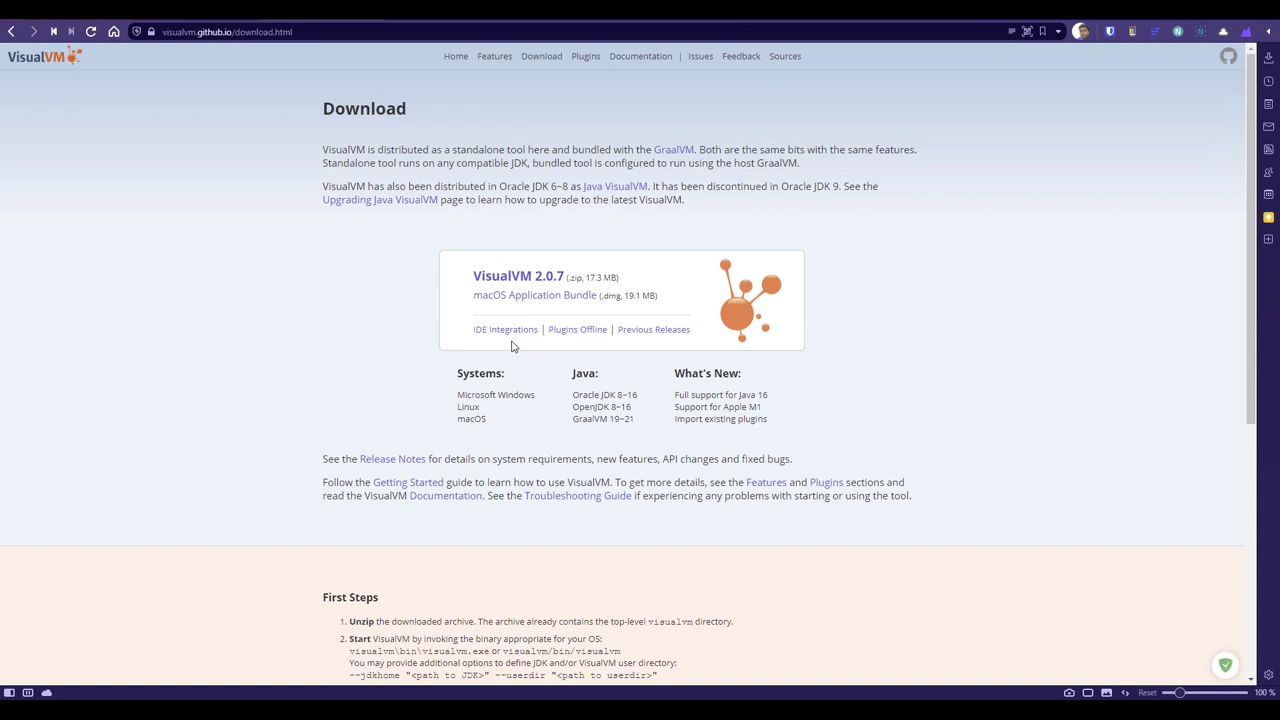 visualvm.github.io/download.html
VisualVM
Home Features Download Plugins Documentation | Issues Feedback Sources
Download
VisualVM is distributed as a standalone tool here and bundled with the GraalVM. Both are the same bits with the same features.
Standalone tool runs on any compatible JDK, bundled tool is configured to run using the host GraalVM.
VisualVM has also been distributed in Oracle JDK 6~8 as Java VisualVM. It has been discontinued in Oracle JDK 9. See the
Upgrading Java VisualVM page to learn how to upgrade to the latest VisualVM.
VisualVM 2.0.7 (.zip, 17.3 MB)
macOS Application Bundle (.dmg, 19.1 MB)
IDE Integrations | Plugins Offline | Previous Releases
Systems: Java: What's New:
Microsoft Windows Oracle JDK 8~16 Full support for Java 16
Linux OpenJDK 8~16 Support for Apple M1
macOS GraalVM 19~21 Import existing plugins
See the Release Notes for details on system requirements, new features, API changes and fixed bugs.
Follow the Getting Started guide to learn how to use VisualVM. To get more details, see the Features and Plugins sections and
read the VisualVM Documentation. See the Troubleshooting Guide if experiencing any problems with starting or using the tool.
First Steps
1. Unzip the downloaded archive. The archive already contains the top-level visualvm directory.
2. Start VisualVM by invoking the binary appropriate for your OS:
visualvm\bin\visualvm.exe or visualvm/bin/visualvm
You may provide additional options to define JDK and/or VisualVM user directory:
--jdkhome "<path to JDK>" --userdir "<path to userdir>"
Reset 100 %